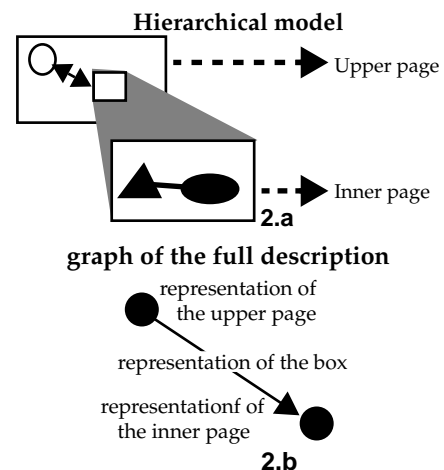 Hierarchical model
Upper page
Inner page
2.a
graph of the full description
representation of
the upper page
representation of the box
representationf of
the inner page
2.b